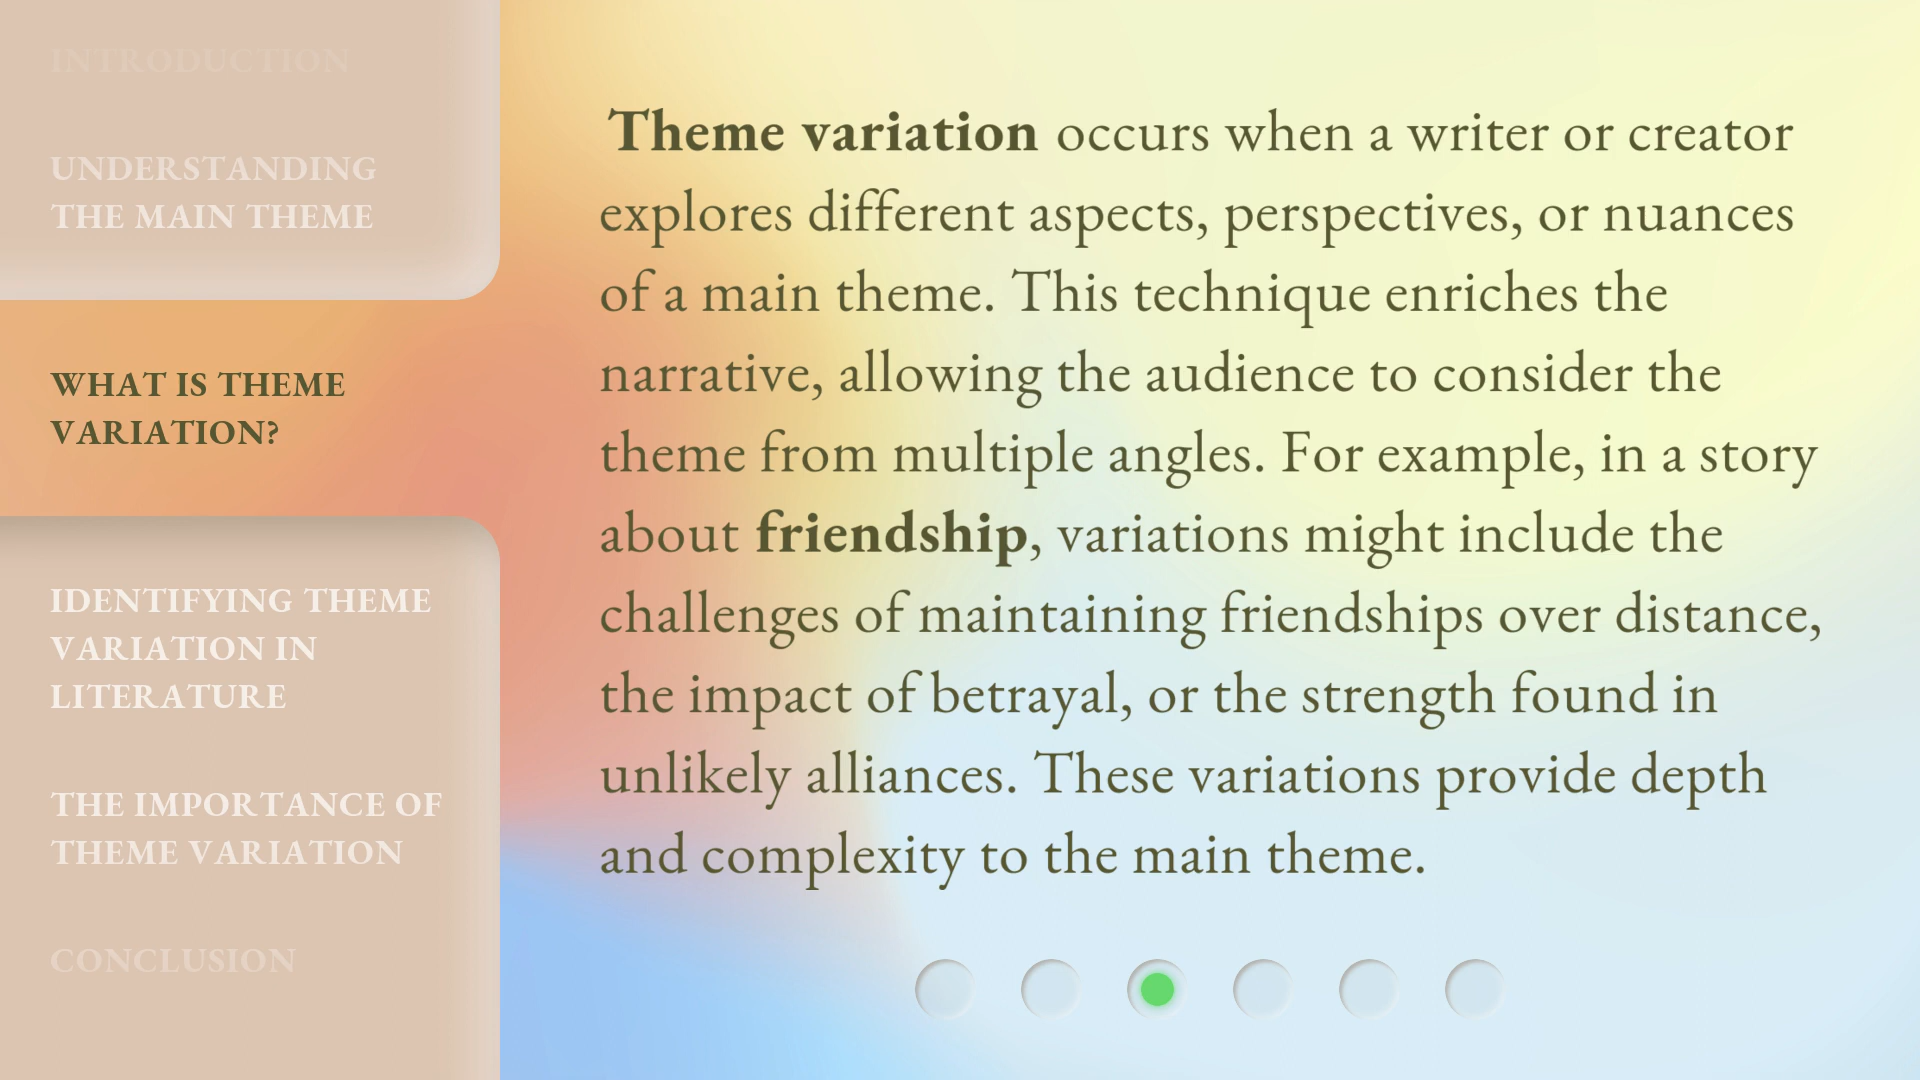 INTRODUCTION
UNDERSTANDING
THE MAIN THEME
WHAT IS THEME
VARIATION?
IDENTIFYING THEME
VARIATION IN
LITERATURE
THE IMPORTANCE OF
THEME VARIATION
CONCLUSION
Theme variation occurs when a writer or creator
explores different aspects, perspectives, or nuances
of a main theme. This technique enriches the
narrative, allowing the audience to consider the
theme from multiple angles. For example, in a story
about friendship, variations might include the
challenges of maintaining friendships over distance,
the impact of betrayal, or the strength found in
unlikely alliances. These variations provide depth
and complexity to the main theme.